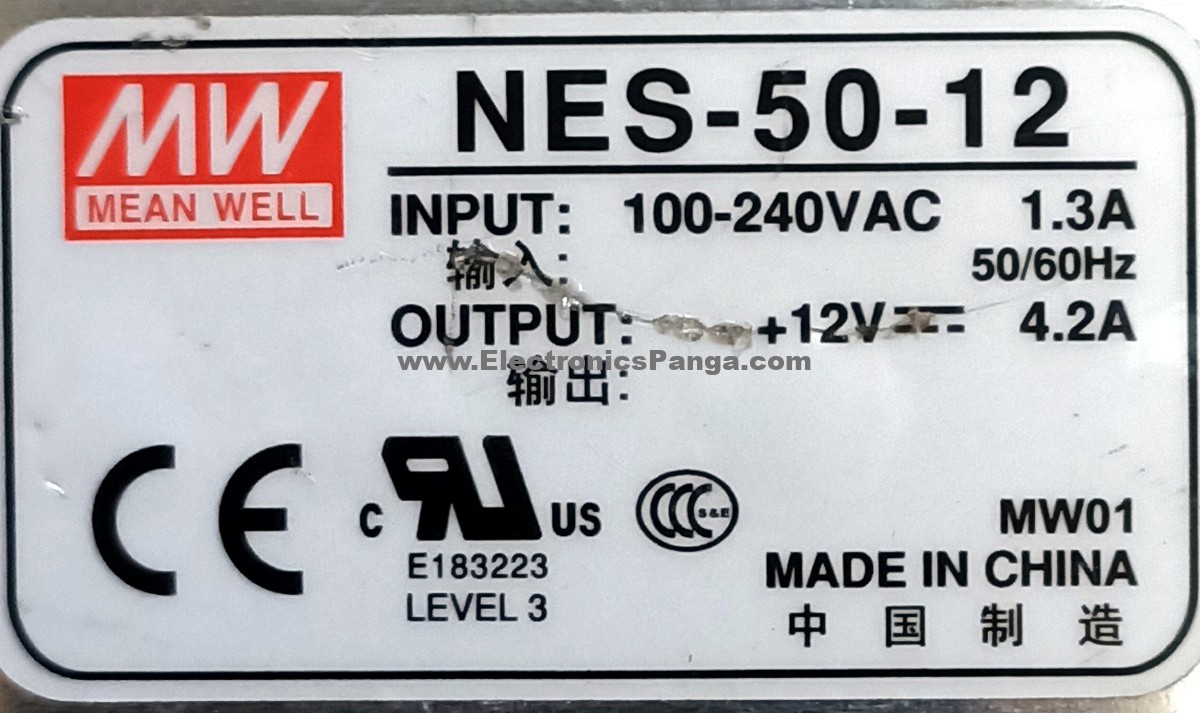 MW
MEAN WELL
NES-50-12
INPUT: 100-240VAC 1.3A
输入: 50/60Hz
OUTPUT: +12V⎓ 4.2A
www.ElectronicsPanga.com
输出:
CE
c RU US
E183223
LEVEL 3
CCC S&E
MW01
MADE IN CHINA
中国制造